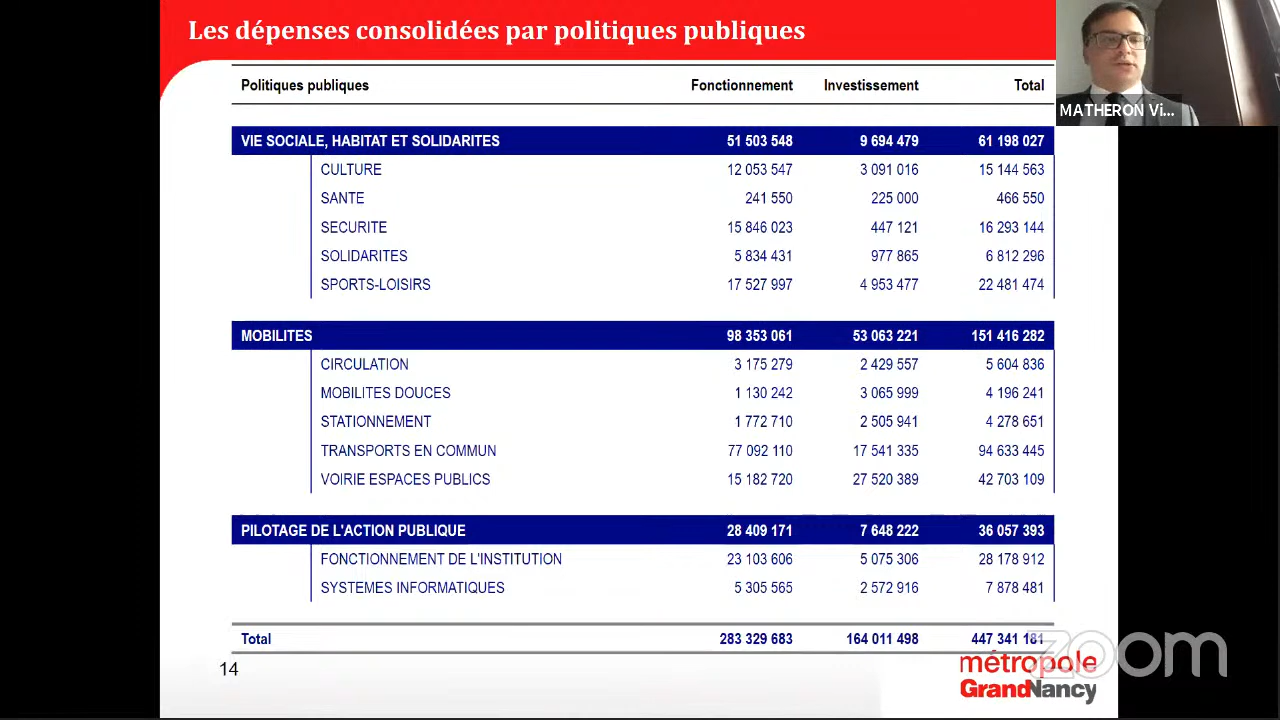 Les dépenses consolidées par politiques publiques
MATHERON Vi...
Politiques publiques Fonctionnement Investissement Total
VIE SOCIALE, HABITAT ET SOLIDARITES 51 503 548 9 694 479 61 198 027
CULTURE 12 053 547 3 091 016 15 144 563
SANTE 241 550 225 000 466 550
SECURITE 15 846 023 447 121 16 293 144
SOLIDARITES 5 834 431 977 865 6 812 296
SPORTS-LOISIRS 17 527 997 4 953 477 22 481 474
MOBILITES 98 353 061 53 063 221 151 416 282
CIRCULATION 3 175 279 2 429 557 5 604 836
MOBILITES DOUCES 1 130 242 3 065 999 4 196 241
STATIONNEMENT 1 772 710 2 505 941 4 278 651
TRANSPORTS EN COMMUN 77 092 110 17 541 335 94 633 445
VOIRIE ESPACES PUBLICS 15 182 720 27 520 389 42 703 109
PILOTAGE DE L'ACTION PUBLIQUE 28 409 171 7 648 222 36 057 393
FONCTIONNEMENT DE L'INSTITUTION 23 103 606 5 075 306 28 178 912
SYSTEMES INFORMATIQUES 5 305 565 2 572 916 7 878 481
Total 283 329 683 164 011 498 447 341 181
14
zoom
métropole
GrandNancy